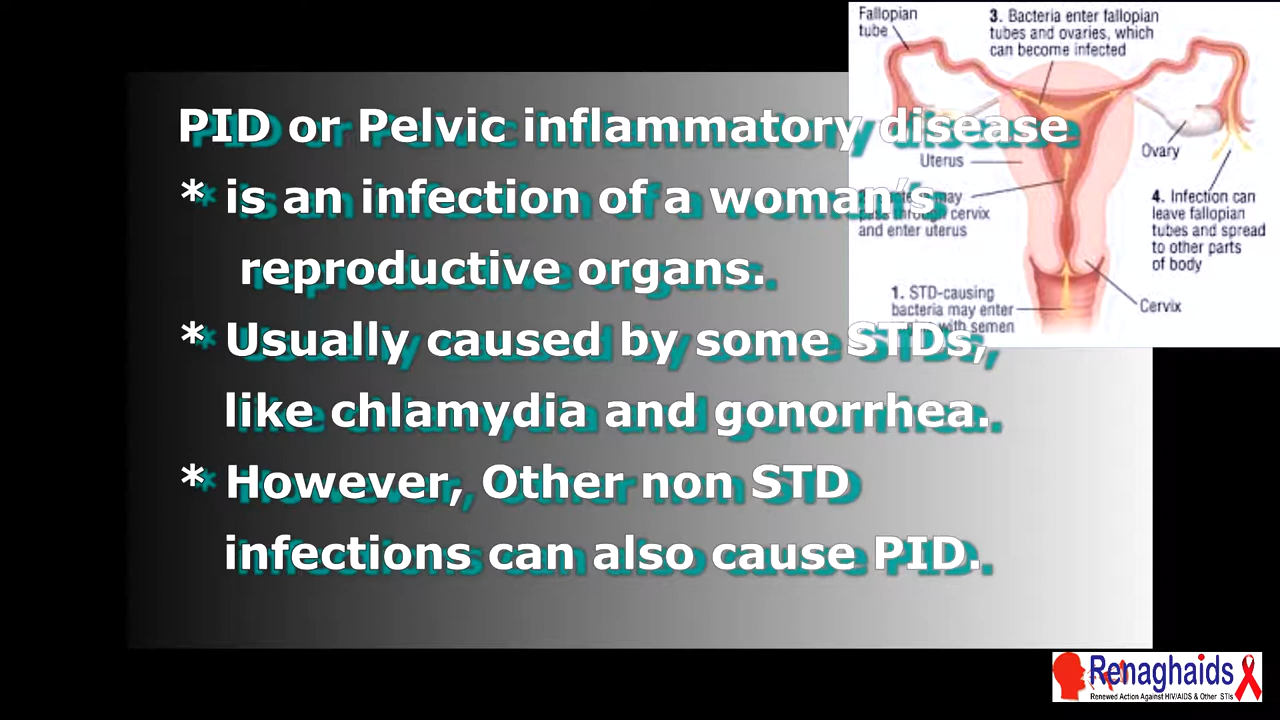 PID or Pelvic inflammatory disease
* is an infection of a woman's
reproductive organs.
* Usually caused by some STDs,
like chlamydia and gonorrhea.
* However, Other non STD
infections can also cause PID.
Fallopian
tube
3. Bacteria enter fallopian
tubes and ovaries, which
can become infected
Uterus
Ovary
may
pass through cervix
and enter uterus
4. Infection can
leave fallopian
tubes and spread
to other parts
of body
1. STD-causing
bacteria may enter
with semen
Cervix
Renaghaids
Renewed Action Against HIV/AIDS & Other STIs